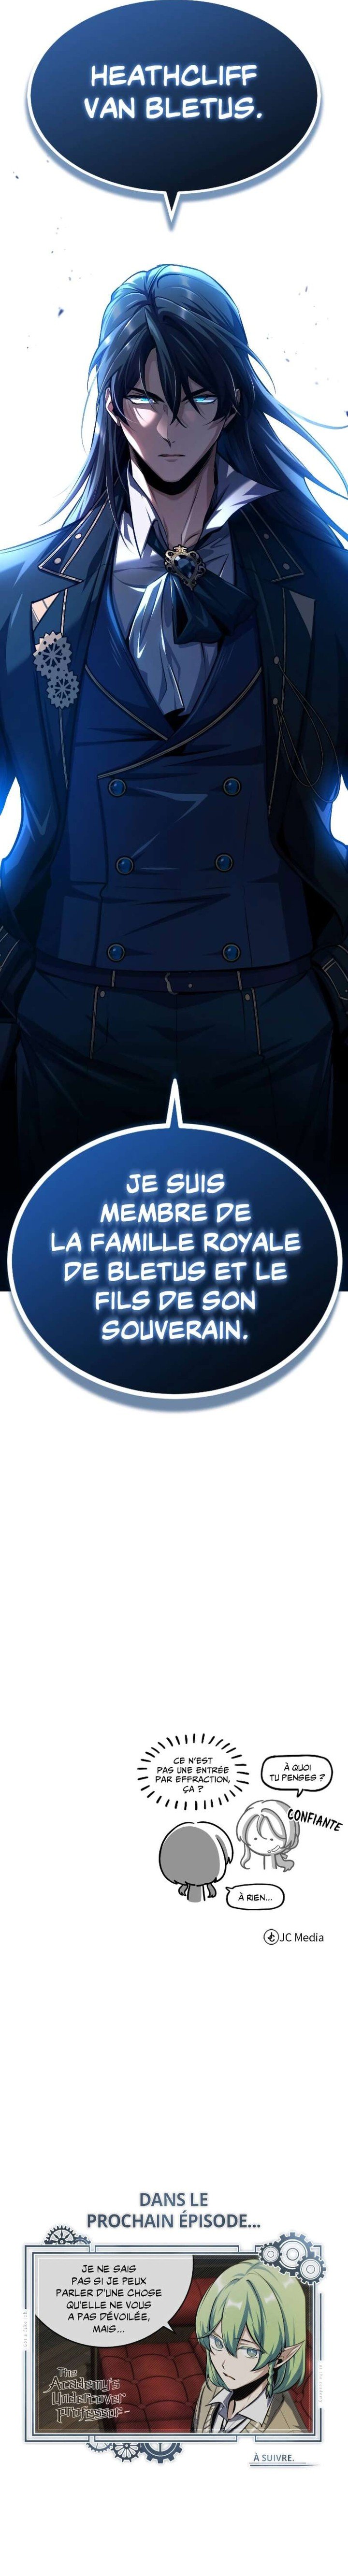 HEATHCLIFF
VAN BLETUS.
JE SUIS
MEMBRE DE
LA FAMILLE ROYALE
DE BLETUS ET LE
FILS DE SON
SOUVERAIN.
CE N'EST
PAS UNE ENTRÉE
PAR EFFRACTION,
ÇA ?
À QUOI
TU PENSES ?
CONFIANTE
À RIEN...
JC Media
DANS LE
PROCHAIN ÉPISODE...
JE NE SAIS
PAS SI JE PEUX
PARLER D'UNE CHOSE
QU'ELLE NE VOUS
A PAS DÉVOILÉE,
MAIS...
The
Academy's
Undercover
Professor
À SUIVRE.